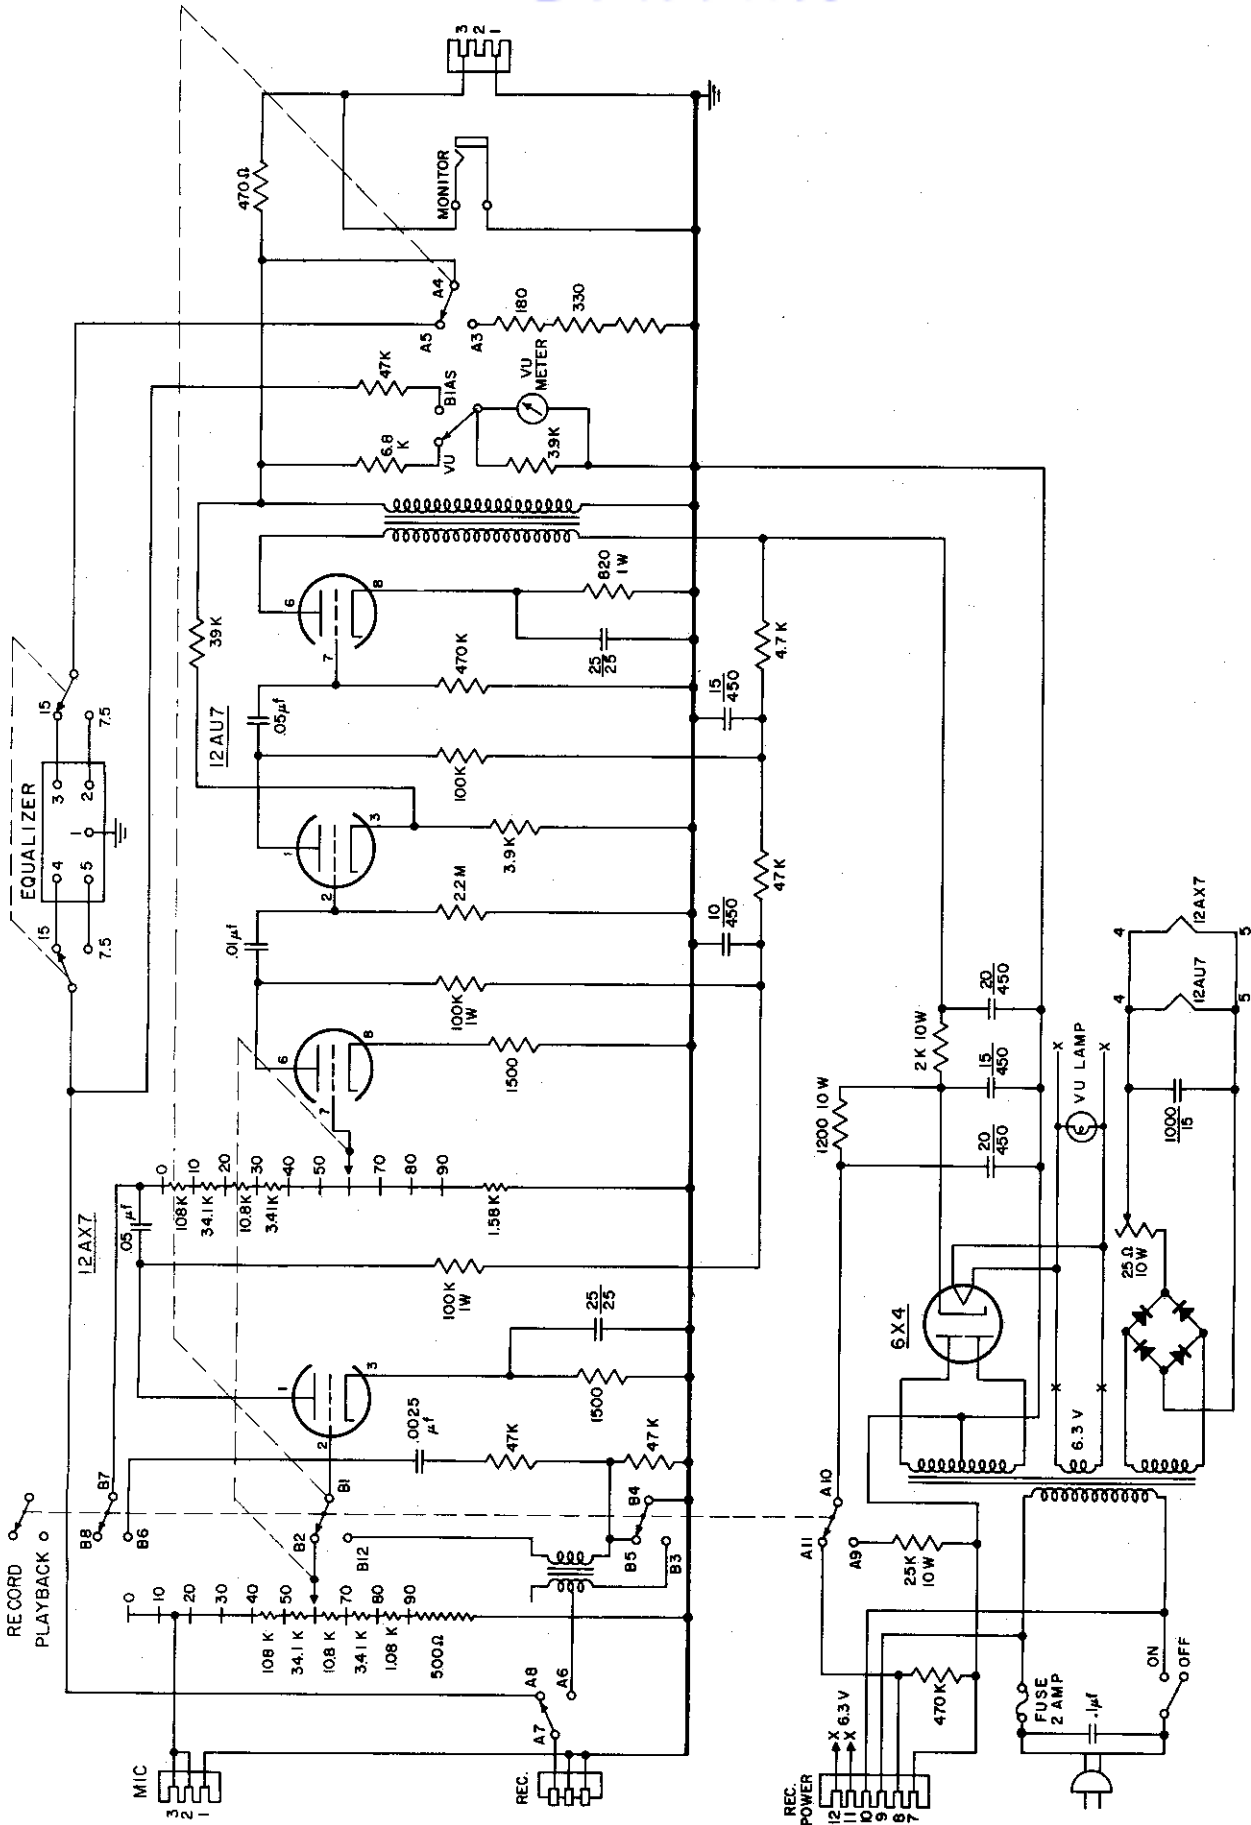 RECORD
PLAYBACK
MIC
3
2
1
REC.
A7
A8
A6
0
10
20
30
40
50
70
80
90
108 K
34.1 K
10.8 K
3.41 K
1.08 K
500Ω
B8
B7
B6
B2
B1
B12
B5
B4
B3
.0025
µf
47K
47 K
12AX7
1
2
3
1500
25
25
100K
1W
.05 µf
0
10
20
30
40
50
70
80
90
108K
34.1K
10.8K
3.41K
1.58K
6
7
8
1500
100K
1W
.01µf
2.2M
1
2
3
3.9K
10
450
47K
12AU7
100K
.05µf
470K
15
450
4.7K
6
7
8
25
25
820
1W
39K
EQUALIZER
15
7.5
4
5
1
3
2
15
7.5
6.8
K
VU
47K
BIAS
3.9K
VU
METER
A5
A4
A3
180
330
470Ω
MONITOR
3
2
1
REC.
POWER
12
11
10
9
8
7
X
X
6.3 V
470K
A11
A10
A9
25K
10W
FUSE
2 AMP
.1µf
ON
OFF
6X4
6.3 V
X
X
1200 10W
2K 10W
20
450
15
450
20
450
VU LAMP
X
X
25Ω
10W
1000
15
4
12AU7
5
4
12AX7
5